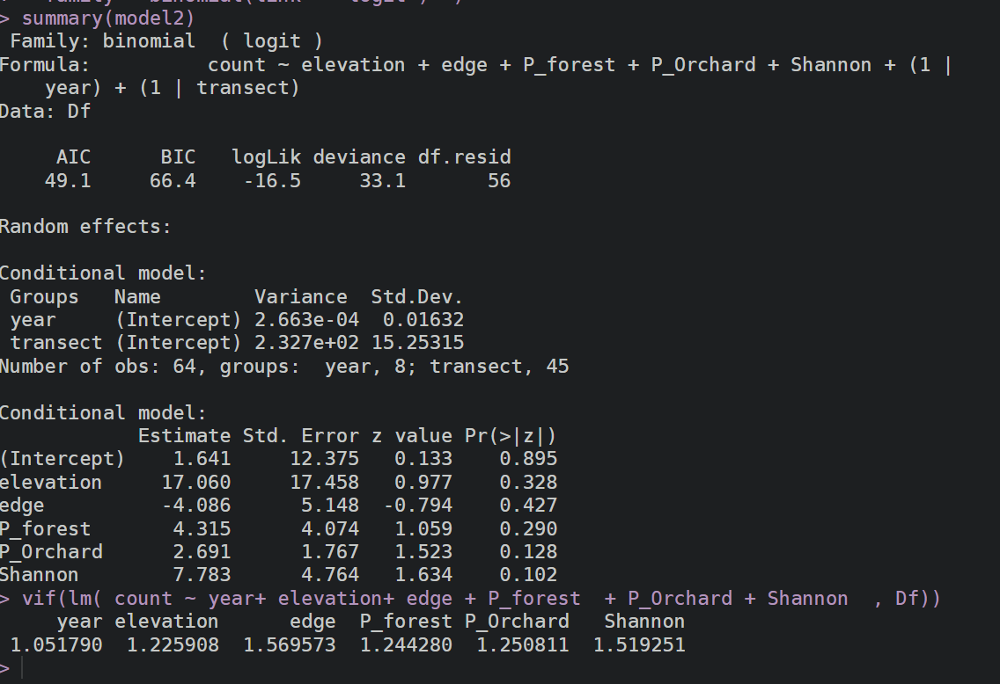 > summary(model2)
 Family: binomial  ( logit )
Formula:          count ~ elevation + edge + P_forest + P_Orchard + Shannon + (1 |
    year) + (1 | transect)
Data: Df

     AIC      BIC   logLik deviance df.resid
    49.1     66.4    -16.5     33.1       56

Random effects:

Conditional model:
 Groups   Name        Variance  Std.Dev.
 year     (Intercept) 2.663e-04  0.01632
 transect (Intercept) 2.327e+02 15.25315
Number of obs: 64, groups:  year, 8; transect, 45

Conditional model:
            Estimate Std. Error z value Pr(>|z|)
(Intercept)    1.641     12.375   0.133    0.895
elevation     17.060     17.458   0.977    0.328
edge          -4.086      5.148  -0.794    0.427
P_forest       4.315      4.074   1.059    0.290
P_Orchard      2.691      1.767   1.523    0.128
Shannon        7.783      4.764   1.634    0.102
> vif(lm( count ~ year+ elevation+ edge + P_forest  + P_Orchard + Shannon  , Df))
     year elevation      edge  P_forest P_Orchard   Shannon
 1.051790  1.225908  1.569573  1.244280  1.250811  1.519251
>